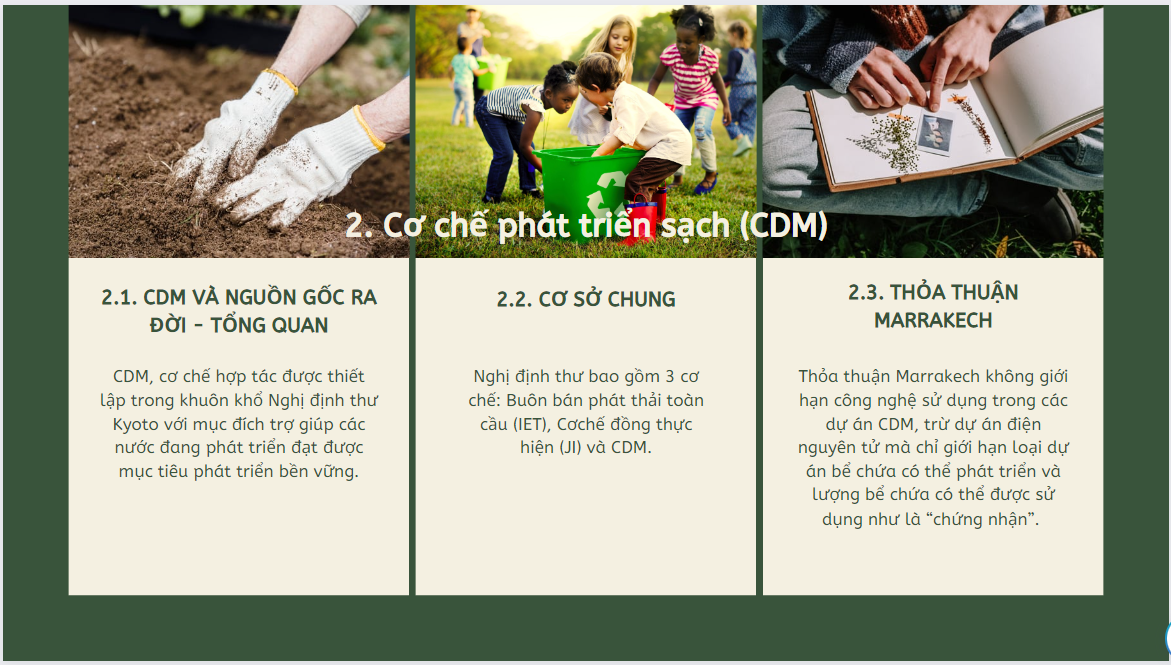 2. Cơ chế phát triển sạch (CDM)
2.1. CDM VÀ NGUỒN GỐC RA
ĐỜI - TỔNG QUAN
CDM, cơ chế hợp tác được thiết
lập trong khuôn khổ Nghị định thư
Kyoto với mục đích trợ giúp các
nước đang phát triển đạt được
mục tiêu phát triển bền vững.
2.2. CƠ SỞ CHUNG
Nghị định thư bao gồm 3 cơ
chế: Buôn bán phát thải toàn
cầu (IET), Cơchế đồng thực
hiện (JI) và CDM.
2.3. THỎA THUẬN
MARRAKECH
Thỏa thuận Marrakech không giới
hạn công nghệ sử dụng trong các
dự án CDM, trừ dự án điện
nguyên tử mà chỉ giới hạn loại dự
án bể chứa có thể phát triển và
lượng bể chứa có thể được sử
dụng như là “chứng nhận”.